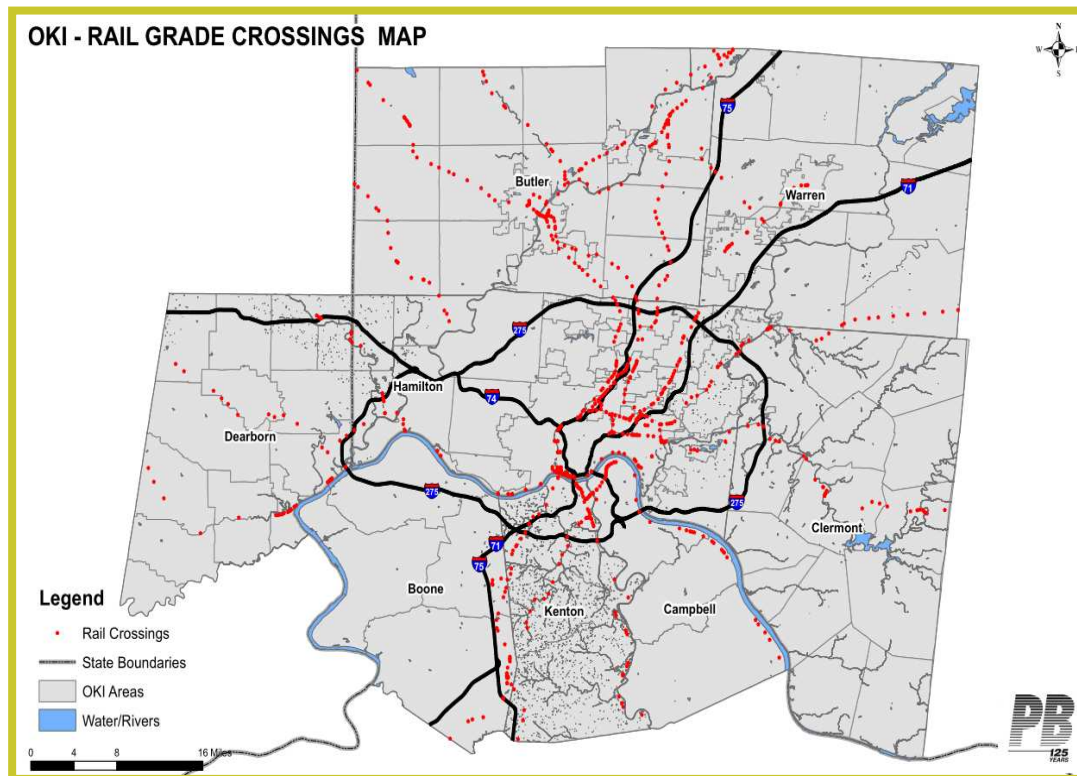 OKI - RAIL GRADE CROSSINGS MAP
N
W
S
75
71
Butler
Warren
275
Hamilton
74
Dearborn
275
275
Clermont
71
75
Boone
Kenton
Campbell
Legend
Rail Crossings
State Boundaries
OKI Areas
Water/Rivers
0 4 8 16 Miles
PB
125
YEARS